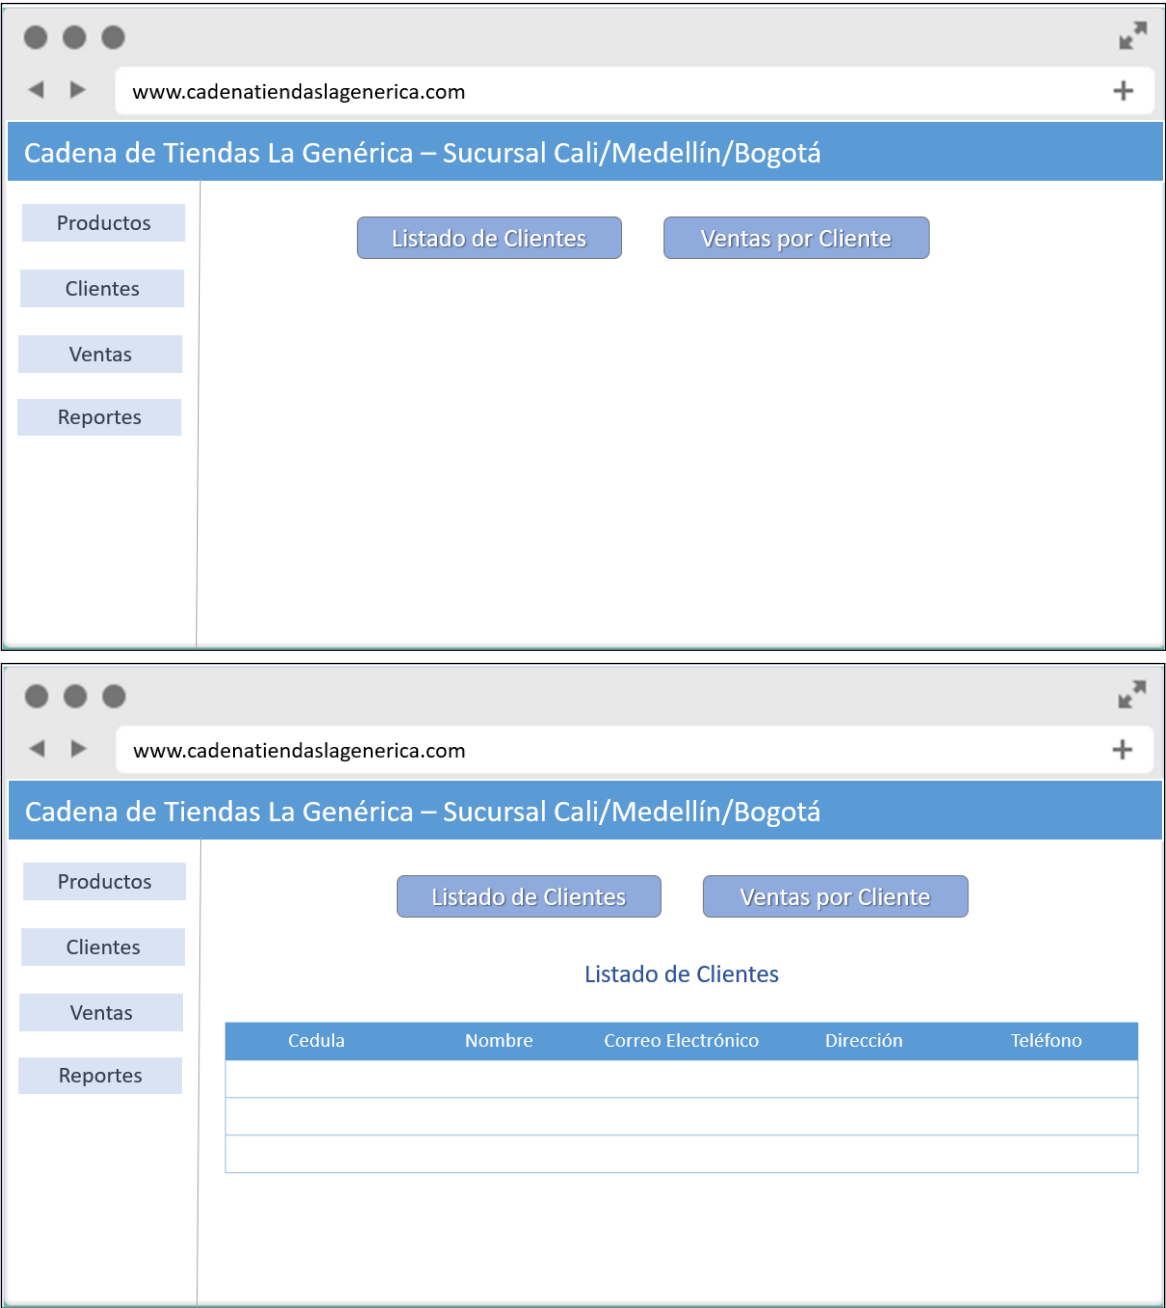 www.cadenatiendaslagenerica.com
Cadena de Tiendas La Genérica – Sucursal Cali/Medellín/Bogotá
Productos
Clientes
Ventas
Reportes
Listado de Clientes
Ventas por Cliente
www.cadenatiendaslagenerica.com
Cadena de Tiendas La Genérica – Sucursal Cali/Medellín/Bogotá
Productos
Clientes
Ventas
Reportes
Listado de Clientes
Ventas por Cliente
Listado de Clientes
Cedula Nombre Correo Electrónico Dirección Teléfono